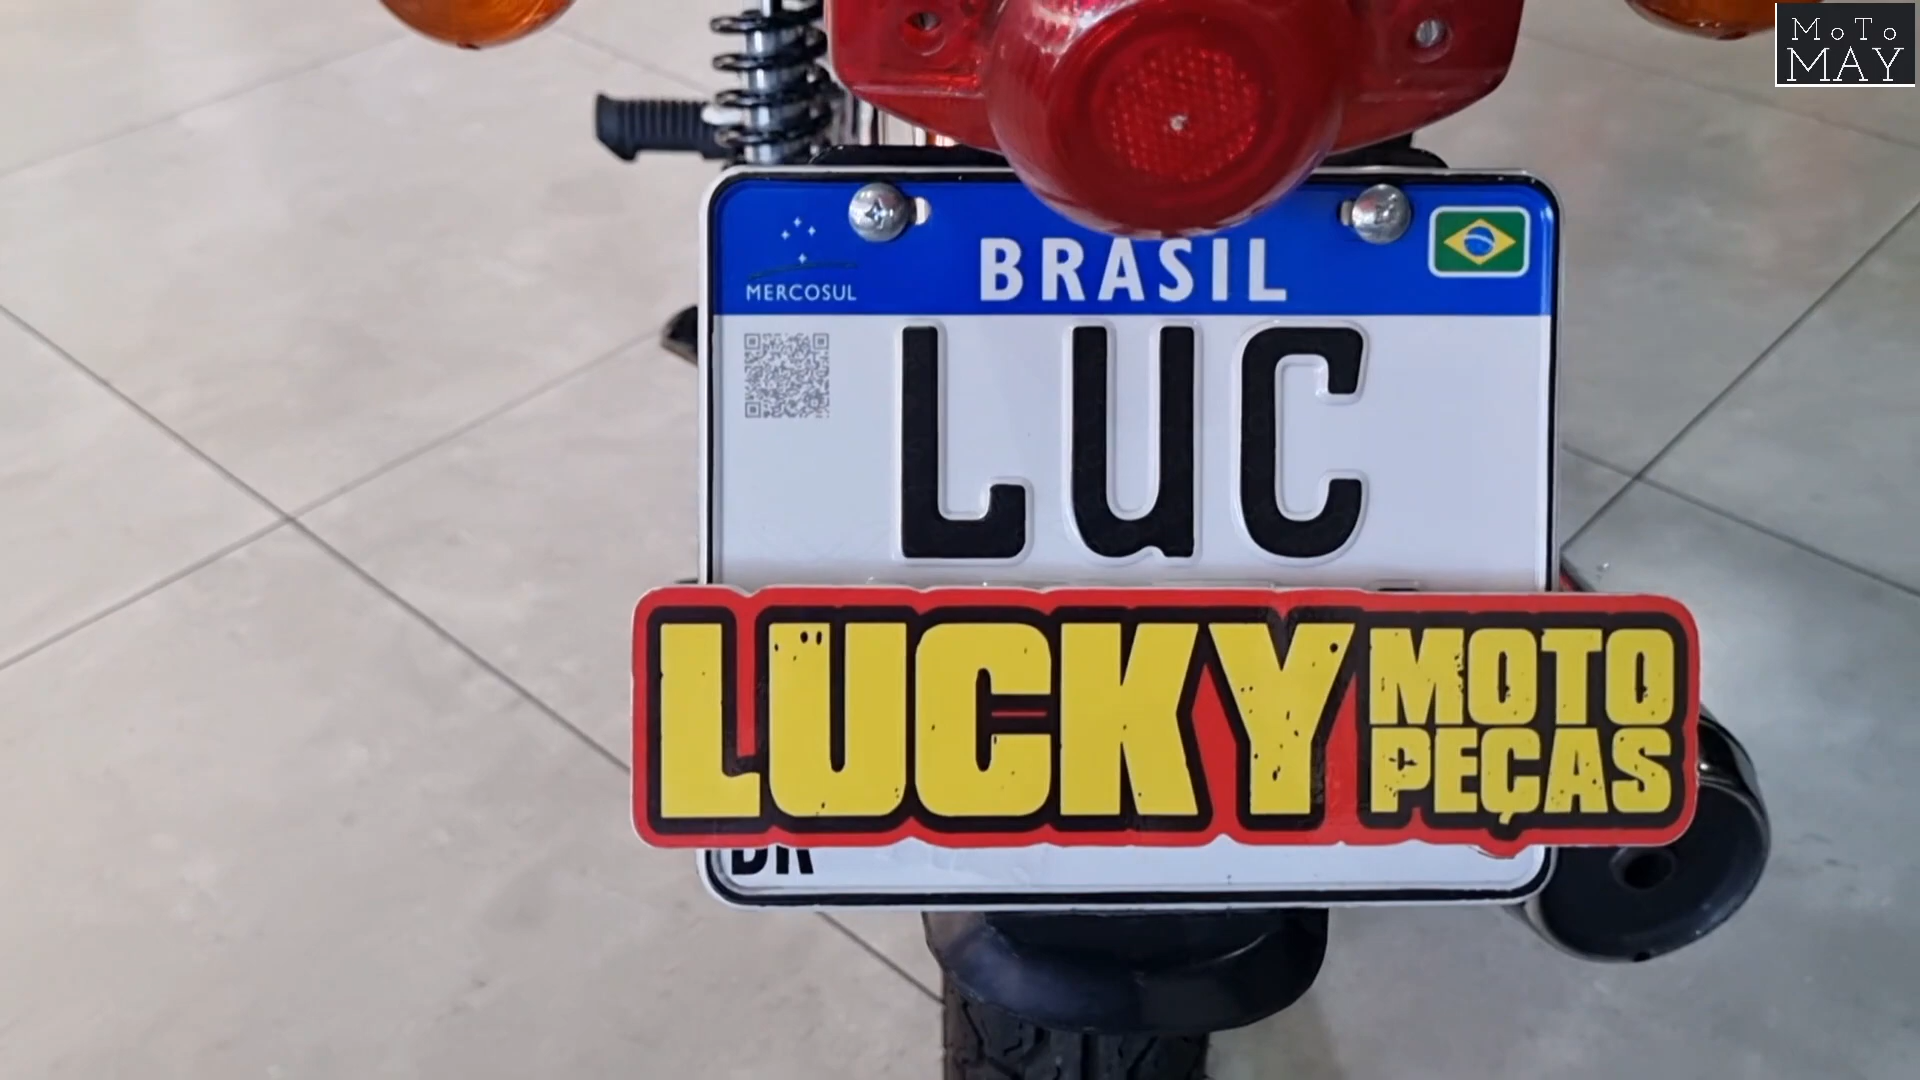 MoTo
MAY
BRASIL
MERCOSUL
LUC
LUCKY MOTO
PEÇAS
BR